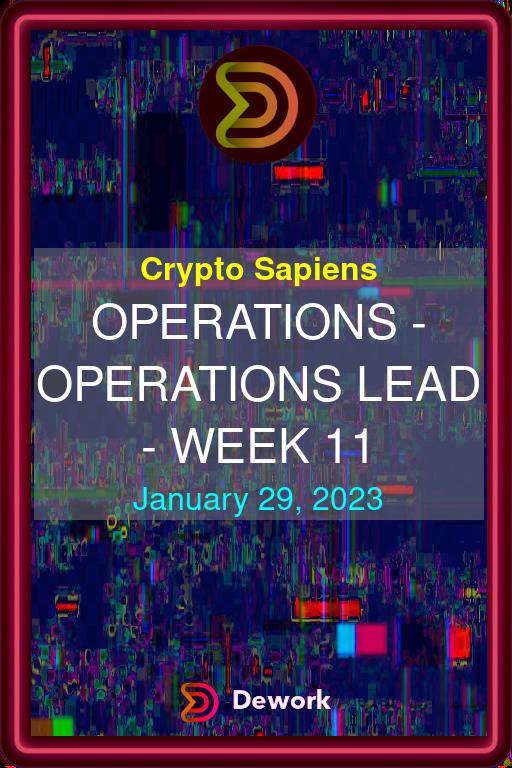 Crypto Sapiens
OPERATIONS -
OPERATIONS LEAD
- WEEK 11
January 29, 2023
Dework